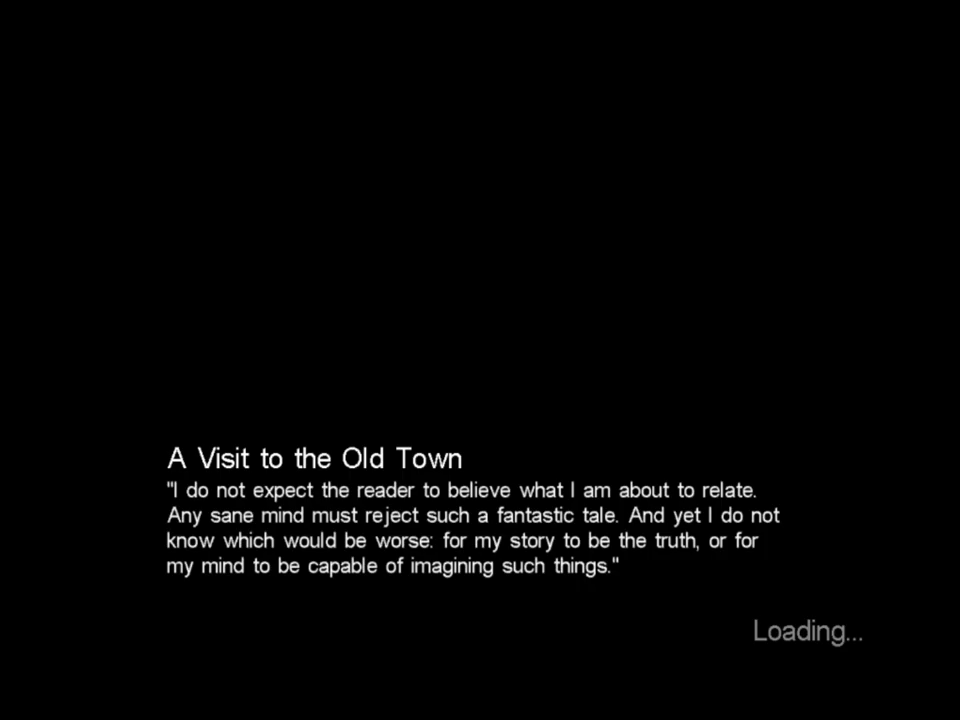 A Visit to the Old Town
"I do not expect the reader to believe what I am about to relate.
Any sane mind must reject such a fantastic tale. And yet I do not
know which would be worse: for my story to be the truth, or for
my mind to be capable of imagining such things."
Loading...